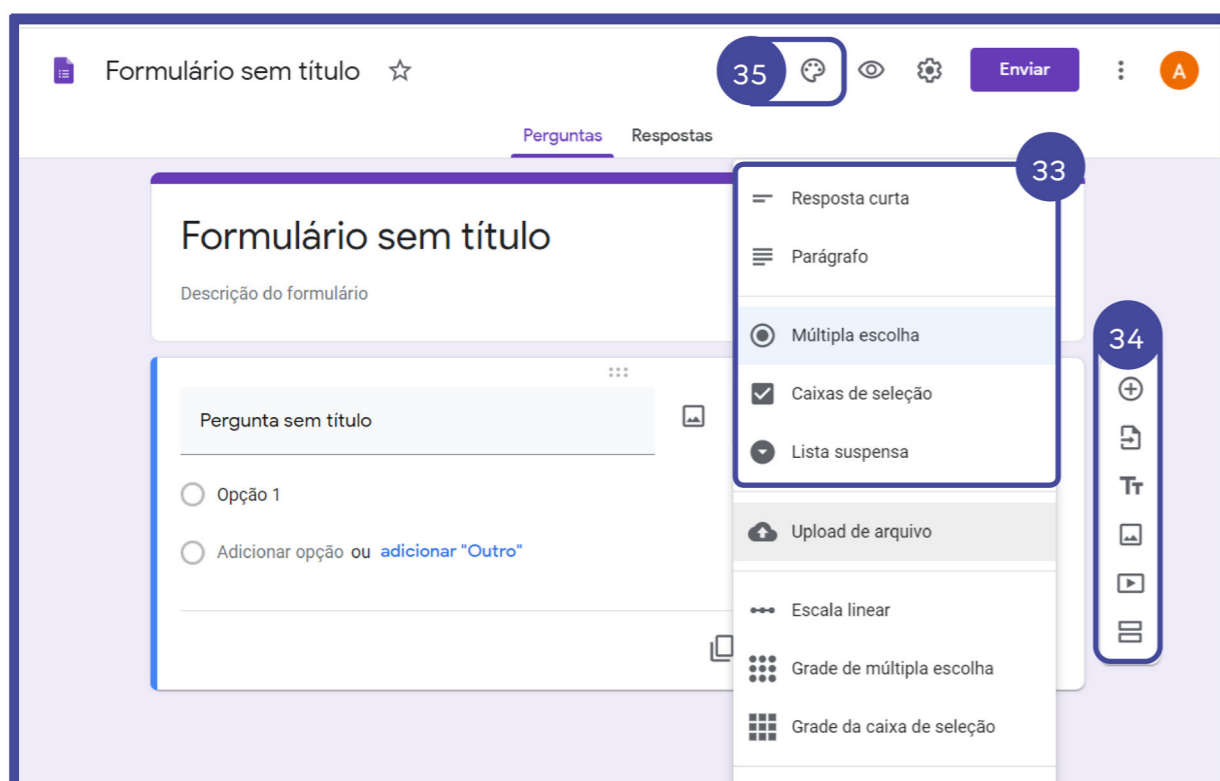 Formulário sem título
35
Enviar
A
Perguntas Respostas
33
Formulário sem título
Descrição do formulário
Pergunta sem título
Opção 1
Adicionar opção ou adicionar "Outro"
Resposta curta
Parágrafo
Múltipla escolha
Caixas de seleção
Lista suspensa
Upload de arquivo
Escala linear
Grade de múltipla escolha
Grade da caixa de seleção
34
Tт